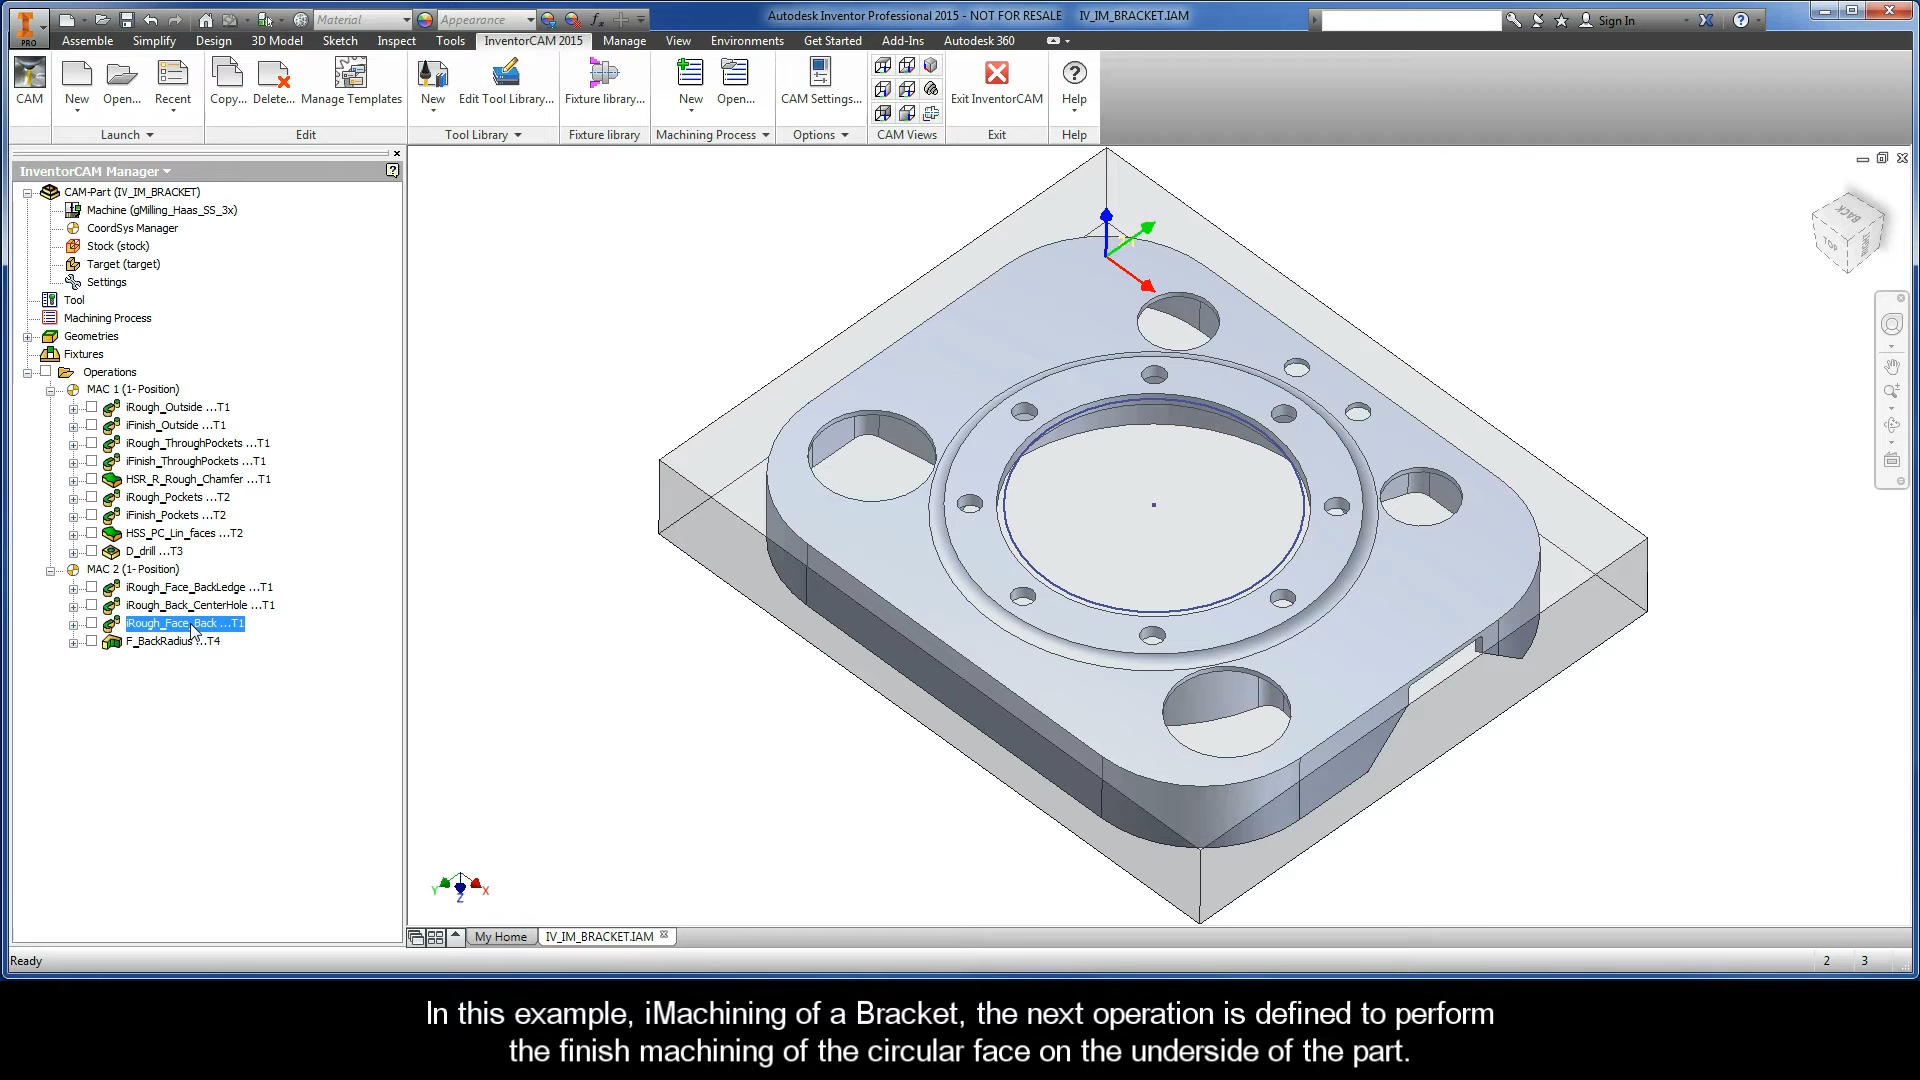 Material
Appearance
Autodesk Inventor Professional 2015 - NOT FOR RESALE IV_IM_BRACKET.IAM
Sign In
PRO
Assemble Simplify Design 3D Model Sketch Inspect Tools InventorCAM 2015 Manage View Environments Get Started Add-Ins Autodesk 360
CAM New Open... Recent Copy... Delete... Manage Templates New Edit Tool Library... Fixture library... New Open... CAM Settings... Exit InventorCAM Help
Launch Edit Tool Library Fixture library Machining Process Options CAM Views Exit Help
InventorCAM Manager
CAM-Part (IV_IM_BRACKET)
Machine (gMilling_Haas_SS_3x)
CoordSys Manager
Stock (stock)
Target (target)
Settings
Tool
Machining Process
Geometries
Fixtures
Operations
MAC 1 (1- Position)
iRough_Outside ...T1
iFinish_Outside ...T1
iRough_ThroughPockets ...T1
iFinish_ThroughPockets ...T1
HSR_R_Rough_Chamfer ...T1
iRough_Pockets ...T2
iFinish_Pockets ...T2
HSS_PC_Lin_faces ...T2
D_drill ...T3
MAC 2 (1- Position)
iRough_Face_BackLedge ...T1
iRough_Back_CenterHole ...T1
iRough_Face_Back ...T1
F_BackRadius ...T4
BACK
TOP
Y
Z
X
My Home IV_IM_BRACKET.IAM
Ready
2 3
In this example, iMachining of a Bracket, the next operation is defined to perform
the finish machining of the circular face on the underside of the part.